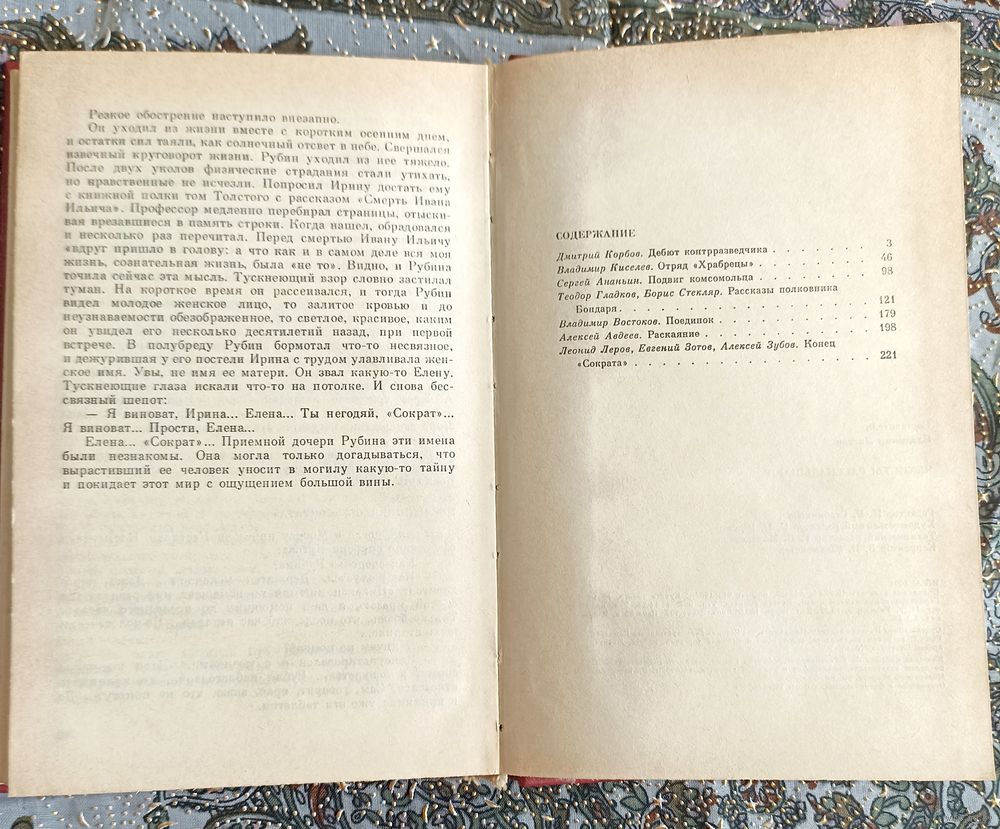 Резкое обострение наступило внезапно.
Он уходил из жизни вместе с коротким осенним днем,
и остатки сил таяли, как солнечный отсвет в небе. Свершался
извечный круговорот жизни. Рубин уходил из нее тяжело.
После двух уколов физические страдания стали утихать,
но нравственные не исчезли. Попросил Ирину достать ему
с книжной полки том Толстого с рассказом «Смерть Ивана
Ильича». Профессор медленно перебирал страницы, отыски-
вая врезавшиеся в память строки. Когда нашел, обрадовался
и несколько раз перечитал. Перед смертью Ивану Ильичу
«вдруг пришло в голову: а что как и в самом деле вся моя
жизнь, сознательная жизнь, была «не то». Видно, и Рубина
точила сейчас эта мысль. Тускнеющий взор словно застилал
туман. На короткое время он рассеивался, и тогда Рубин
видел молодое женское лицо, то залитое кровью и до
неузнаваемости обезображенное, то светлое, красивое, каким
он увидел его несколько десятилетий назад, при первой
встрече. В полубреду Рубин бормотал что-то несвязное,
и дежурившая у его постели Ирина с трудом улавливала жен-
ское имя. Увы, не имя ее матери. Он звал какую-то Елену.
Тускнеющие глаза искали что-то на потолке. И снова бес-
связный шепот:
— Я виноват, Ирина... Елена... Ты негодяй, «Сократ»...
Я виноват... Прости, Елена...
Елена... «Сократ»... Приемной дочери Рубина эти имена
были незнакомы. Она могла только догадываться, что
вырастивший ее человек уносит в могилу какую-то тайну
и покидает этот мир с ощущением большой вины.
СОДЕРЖАНИЕ
Дмитрий Корбов. Дебют контрразведчика . . . . . . . . 3
Владимир Киселев. Отряд «Храбрецы» . . . . . . . . . 46
Сергей Ананьин. Подвиг комсомольца . . . . . . . . . 98
Теодор Гладков, Борис Стекляр. Рассказы полковника
Бондаря . . . . . . . . . . . . . . . . . . . 121
Владимир Востоков. Поединок . . . . . . . . . . . . 179
Алексей Авдеев. Раскаяние . . . . . . . . . . . . . 198
Леонид Леров, Евгений Зотов, Алексей Зубов. Конец
«Сократа» . . . . . . . . . . . . . . . . . . 221